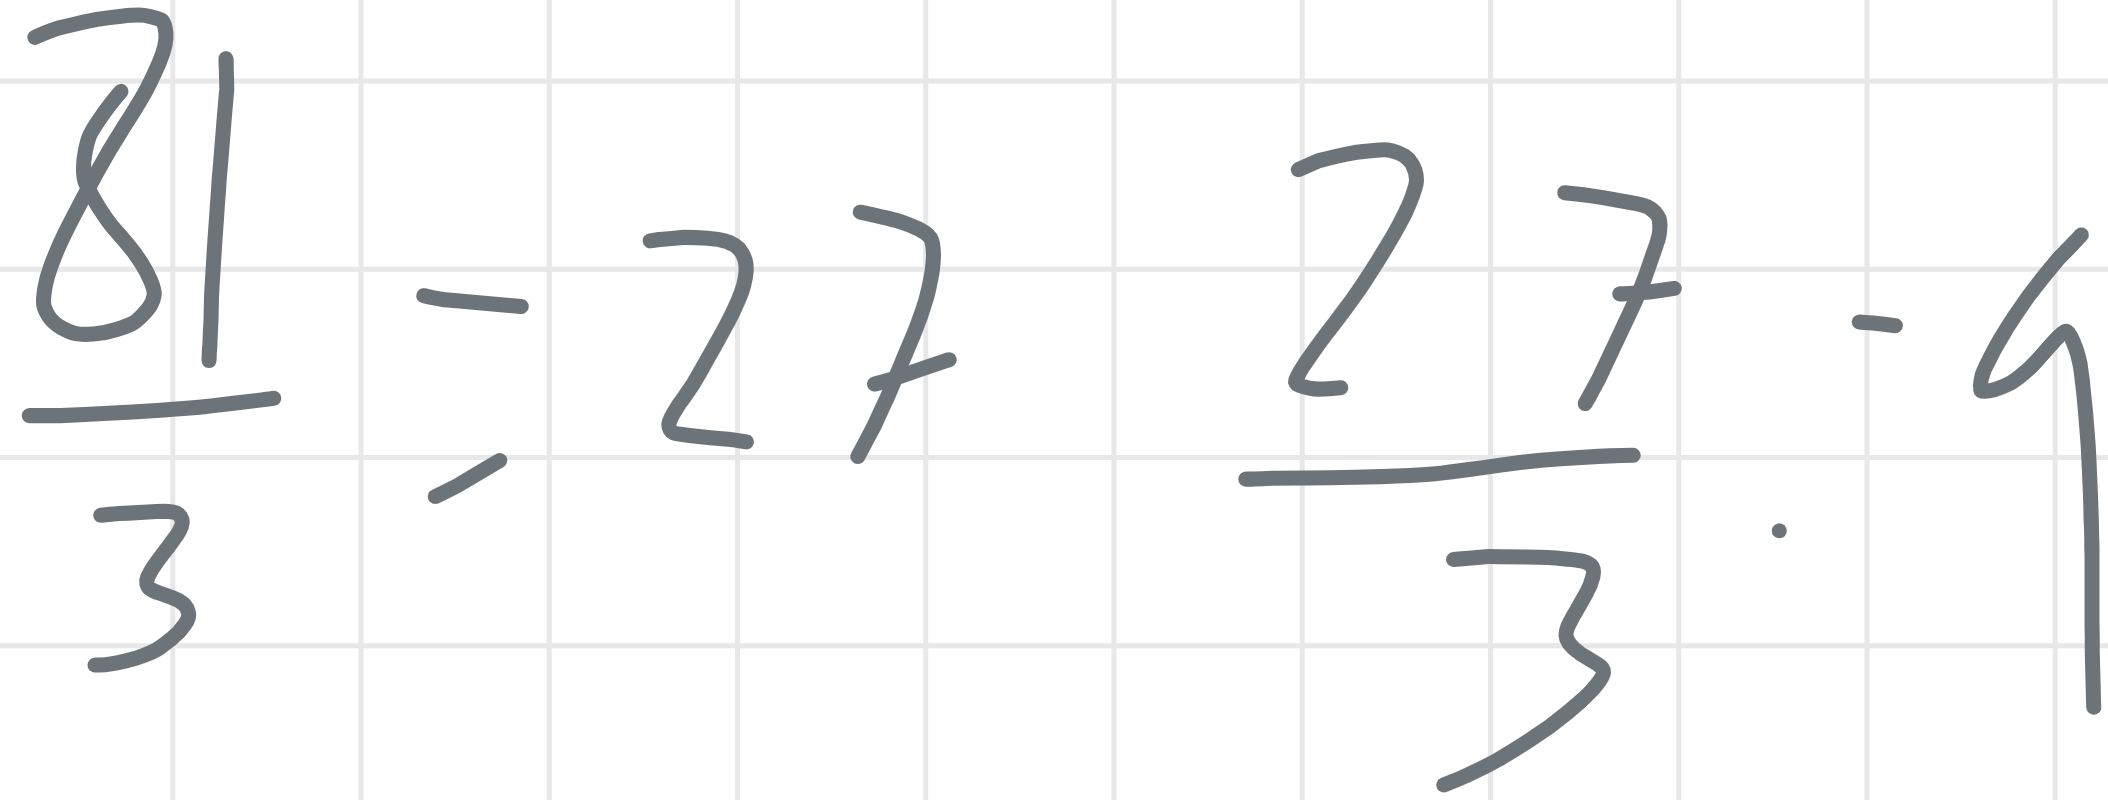 81/3 = 27    27/3 = 9